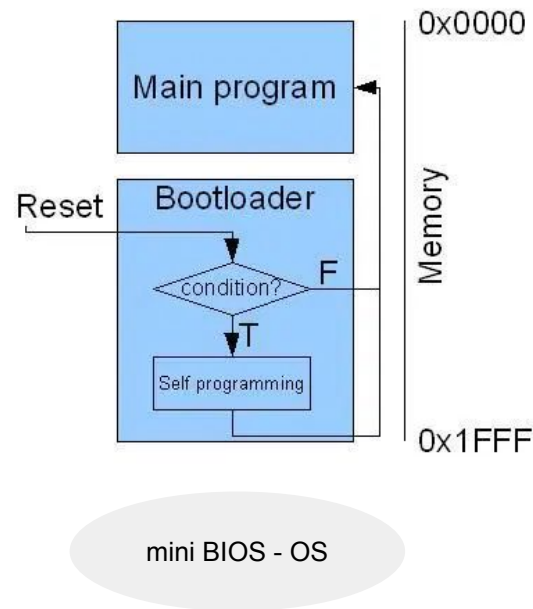 0x0000
Main program
Memory
Bootloader
Reset
condition?
F
T
Self programming
0x1FFF
mini BIOS - OS